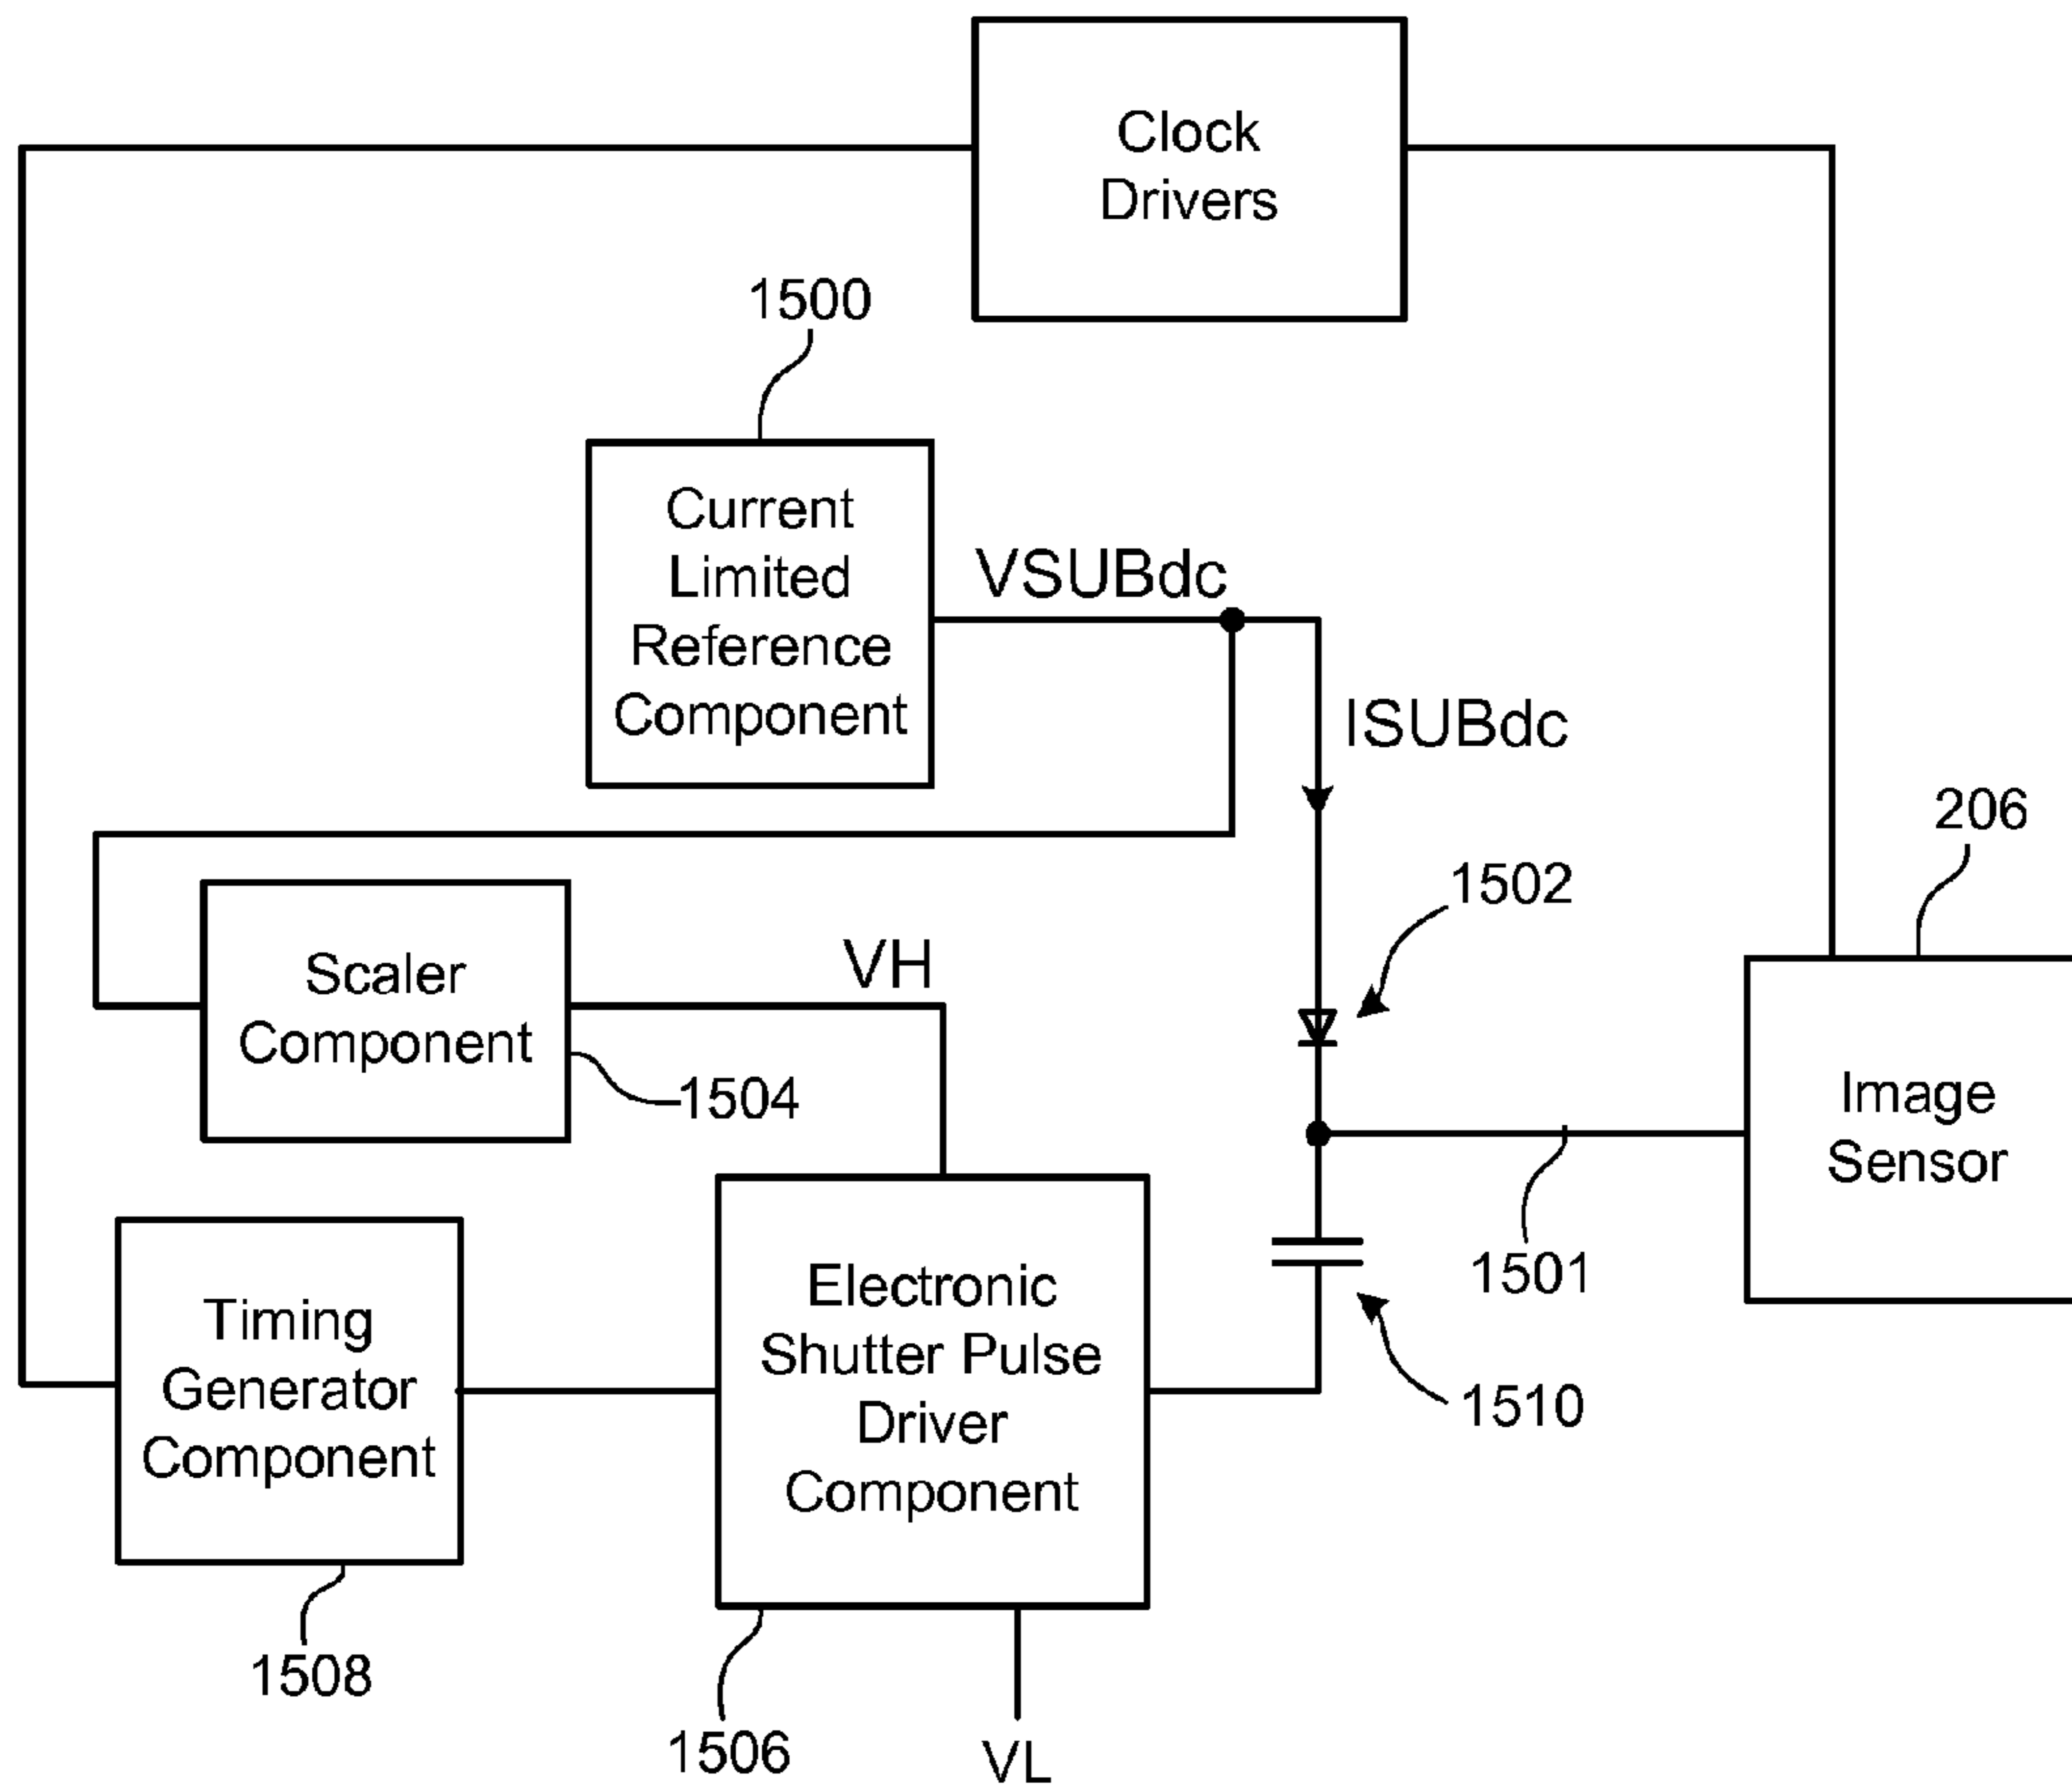 Clock
Drivers
1500
Current
Limited
Reference
Component
VSUBdc
ISUBdc
206
1502
Scaler
Component
VH
1504
Image
Sensor
1501
Timing
Generator
Component
Electronic
Shutter Pulse
Driver
Component
1510
1508
1506
VL